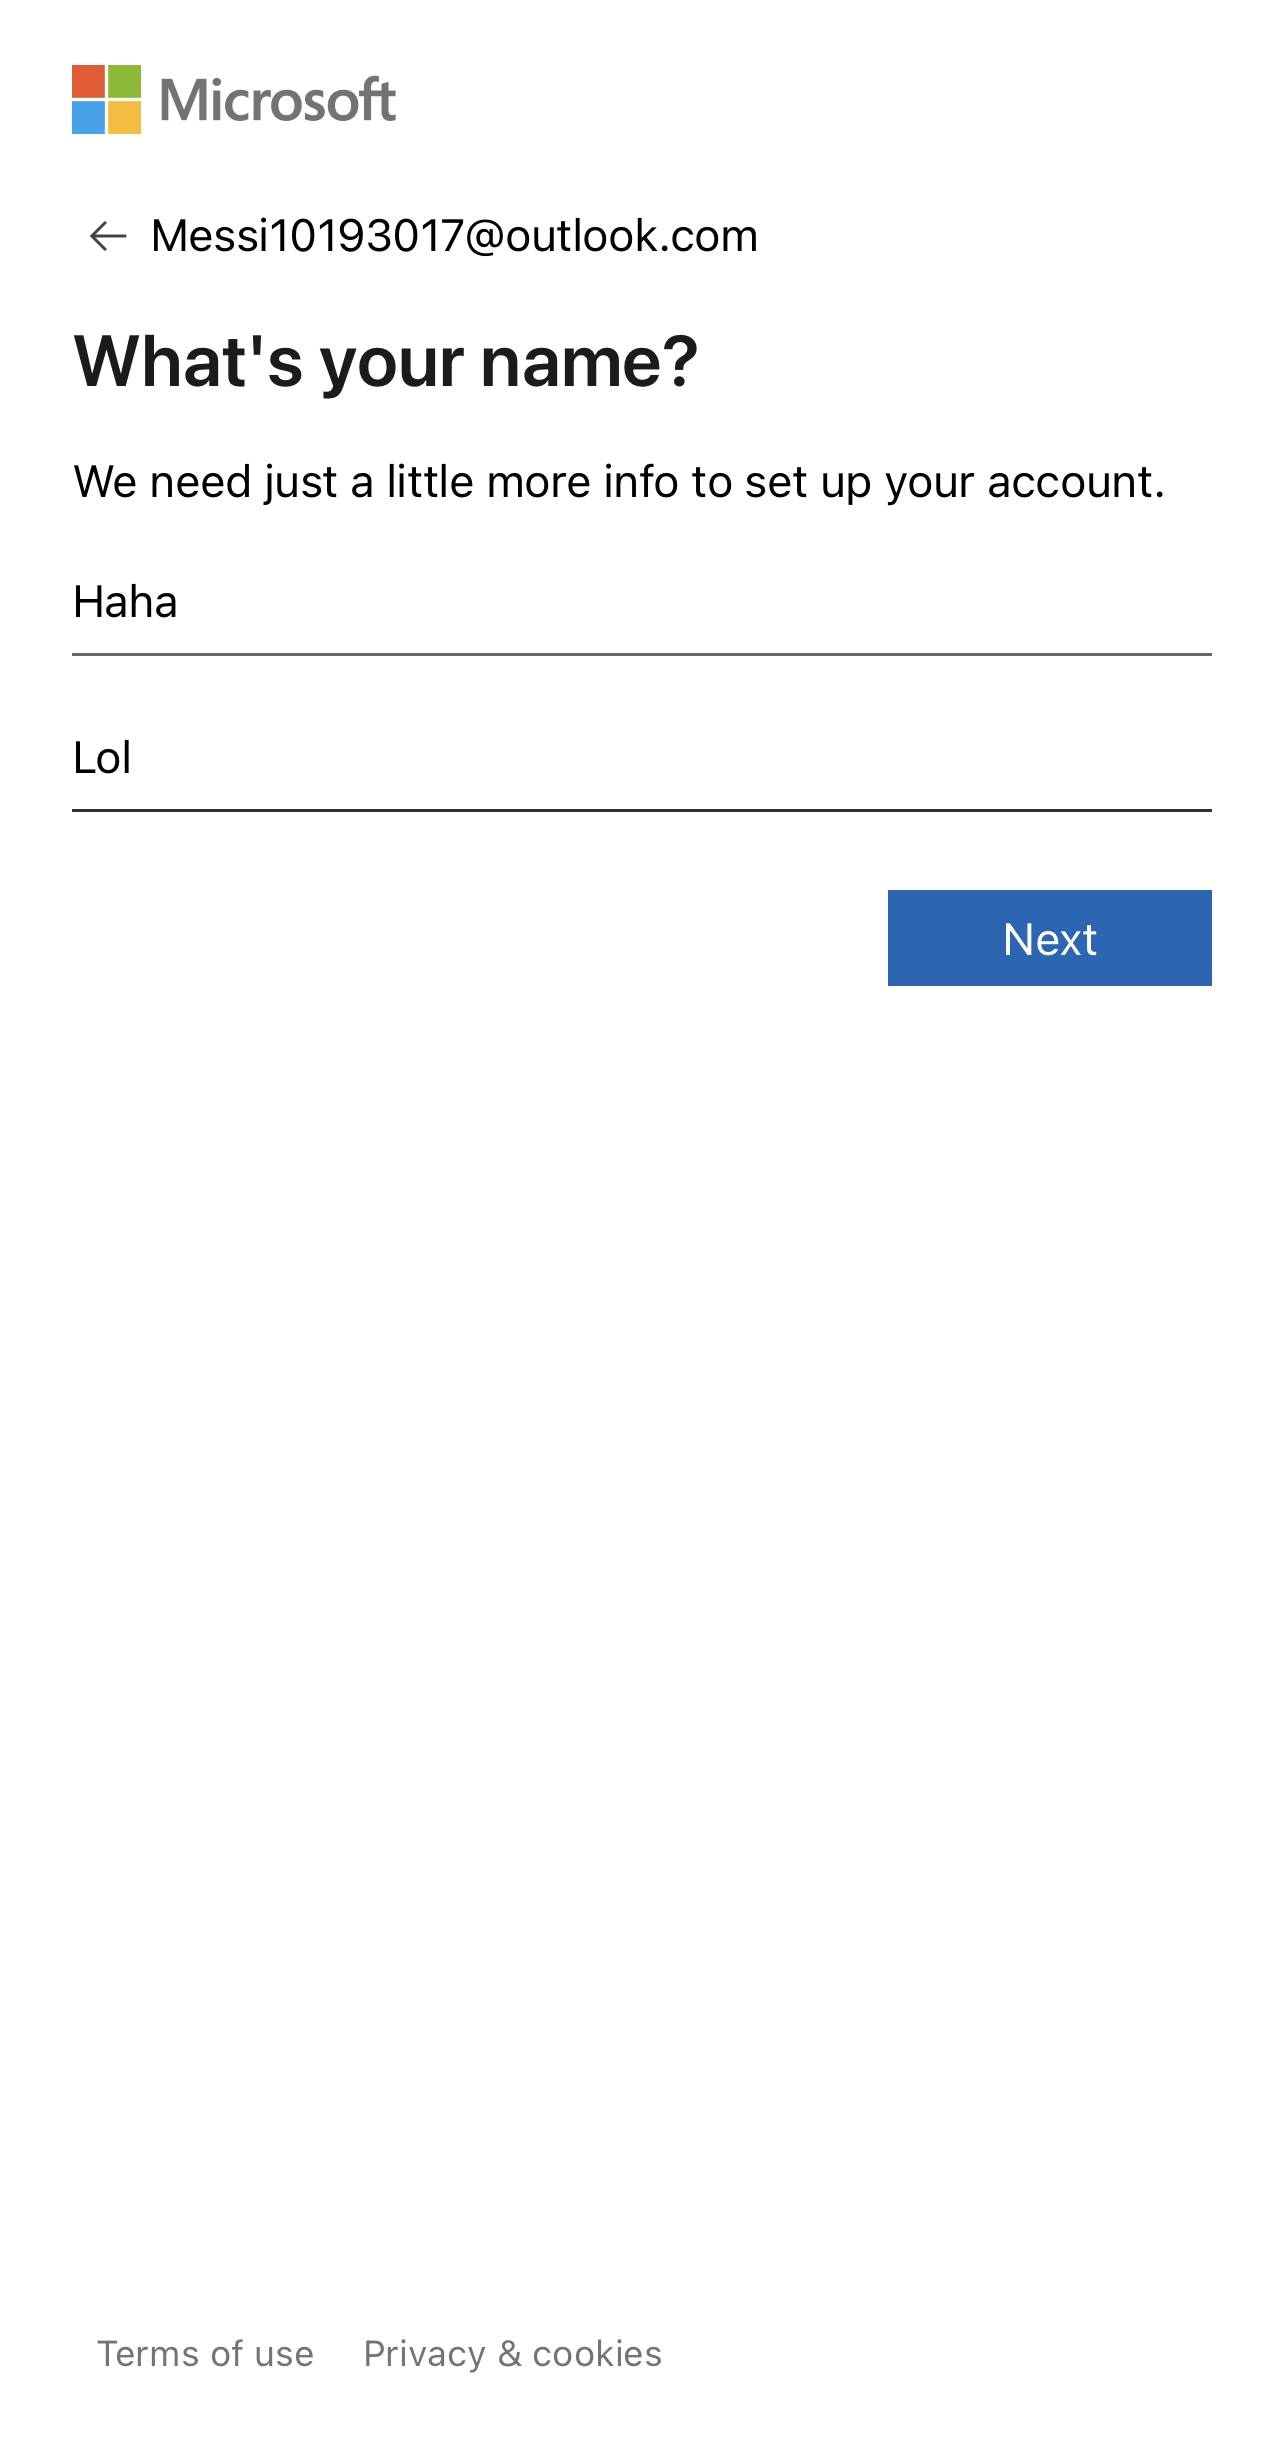 Microsoft
Messi10193017@outlook.com
What's your name?
We need just a little more info to set up your account.
Haha
Lol
Next
Terms of use Privacy & cookies